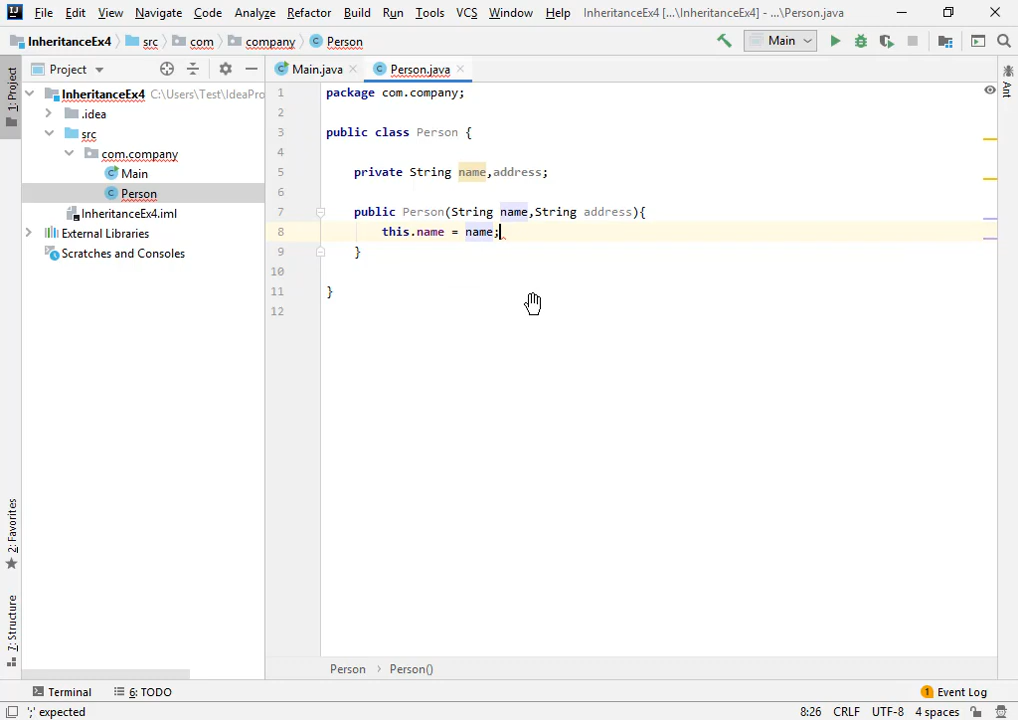 File Edit View Navigate Code Analyze Refactor Build Run Tools VCS Window Help InheritanceEx4 [...\InheritanceEx4] - ...\Person.java
InheritanceEx4 src com company Person Main
1: Project
Project
Main.java Person.java
Ant
InheritanceEx4 C:\Users\Test\IdeaPro
.idea
src
com.company
Main
Person
InheritanceEx4.iml
External Libraries
Scratches and Consoles
1 package com.company;
2
3 public class Person {
4
5 private String name,address;
6
7 public Person(String name,String address){
8 this.name = name;
9 }
10
11 }
12
2: Favorites
7: Structure
Person › Person()
Terminal 6: TODO 1 Event Log
';' expected 8:26 CRLF UTF-8 4 spaces